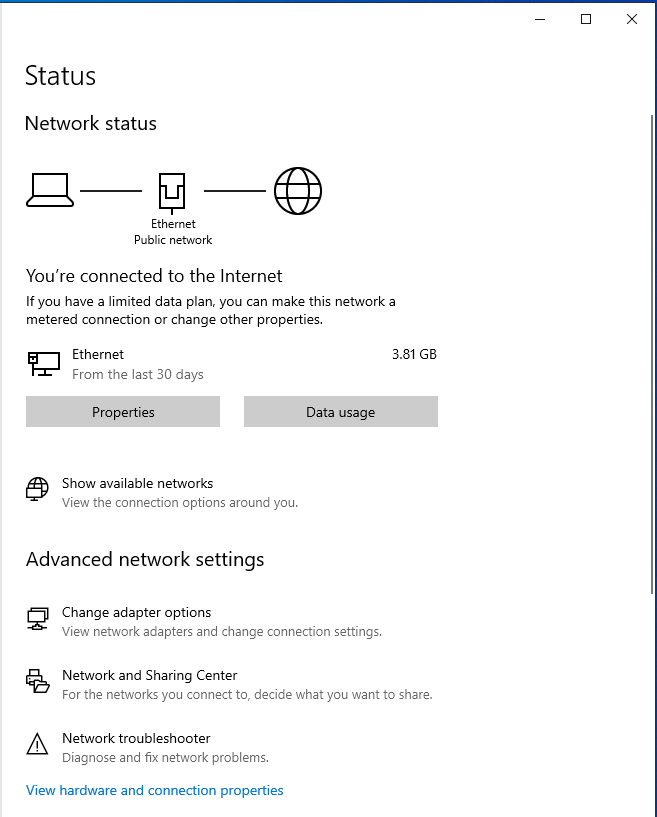 Status
Network status
Ethernet
Public network
You’re connected to the Internet
If you have a limited data plan, you can make this network a
metered connection or change other properties.
Ethernet 3.81 GB
From the last 30 days
Properties Data usage
Show available networks
View the connection options around you.
Advanced network settings
Change adapter options
View network adapters and change connection settings.
Network and Sharing Center
For the networks you connect to, decide what you want to share.
Network troubleshooter
Diagnose and fix network problems.
View hardware and connection properties